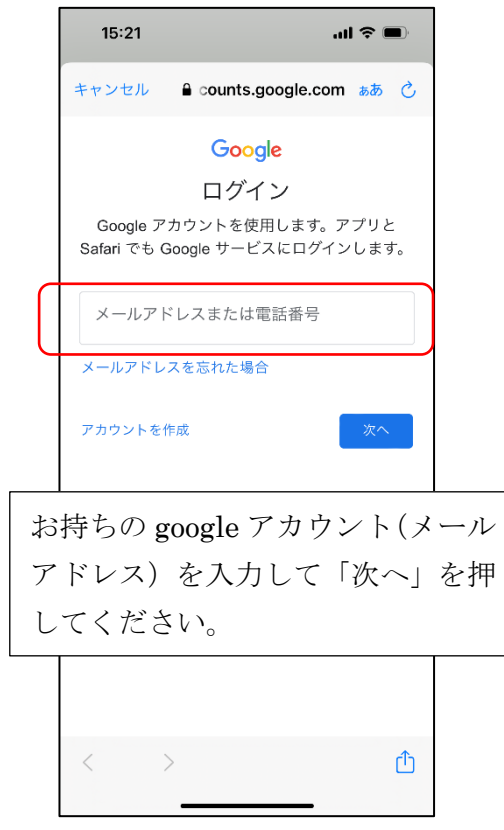 15:21
キャンセル counts.google.com ぁあ
Google
ログイン
Google アカウントを使用します。アプリと
Safari でも Google サービスにログインします。
メールアドレスまたは電話番号
メールアドレスを忘れた場合
アカウントを作成 次へ
お持ちの google アカウント（メール
アドレス）を入力して「次へ」を押
してください。